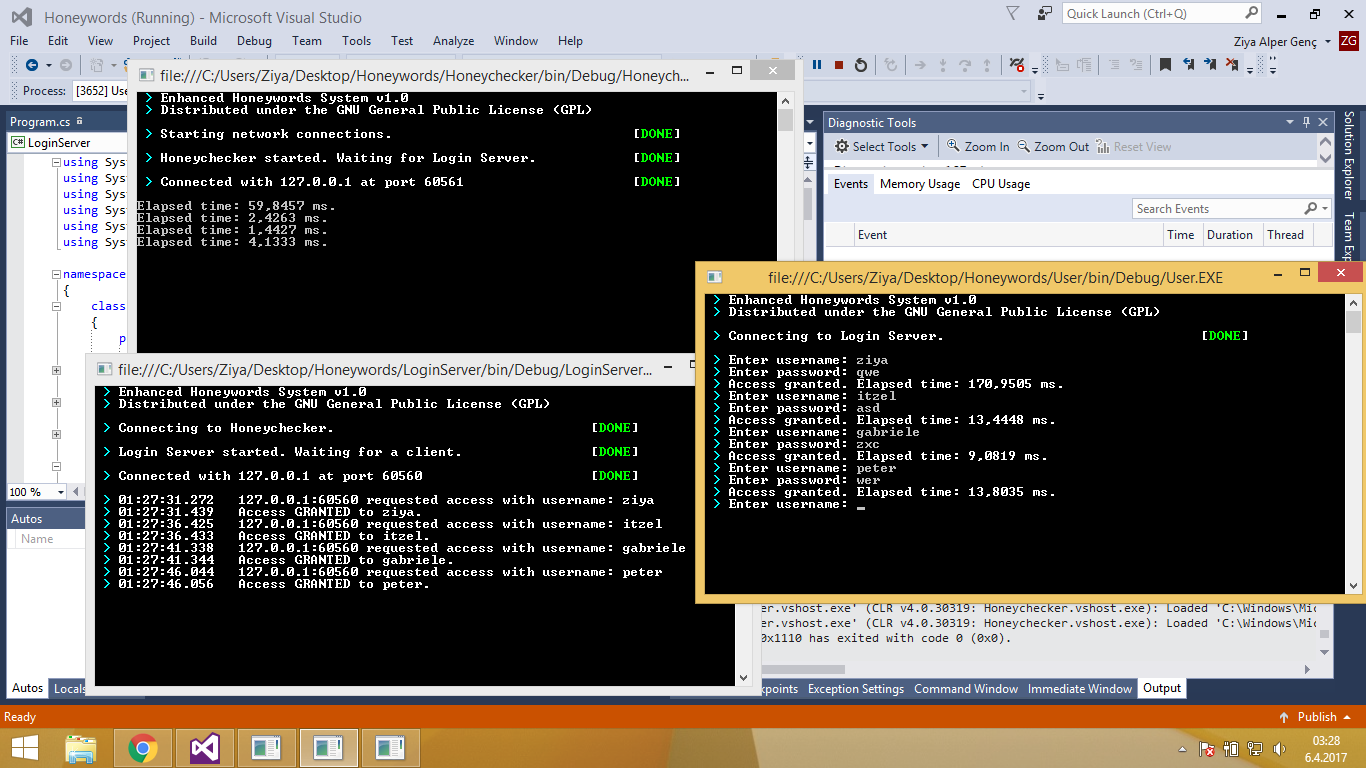 Honeywords (Running) - Microsoft Visual Studio
Quick Launch (Ctrl+Q)
File Edit View Project Build Debug Team Tools Test Analyze Window Help
Ziya Alper Genç ZG
Process: [3652] Use
file:///C:/Users/Ziya/Desktop/Honeywords/Honeychecker/bin/Debug/Honeych...
> Enhanced Honeywords System v1.0
> Distributed under the GNU General Public License (GPL)
> Starting network connections. [DONE]
> Honeychecker started. Waiting for Login Server. [DONE]
> Connected with 127.0.0.1 at port 60561 [DONE]
Elapsed time: 59,8457 ms.
Elapsed time: 2,4263 ms.
Elapsed time: 1,4427 ms.
Elapsed time: 4,1333 ms.
Program.cs
C# LoginServer
using Sys
using Sys
using Sys
using Sys
using Sys
using Sys
namespace
{
class
{
p
100 %
Autos
Name
Autos Locals
Diagnostic Tools
Select Tools Zoom In Zoom Out Reset View
Events Memory Usage CPU Usage
Search Events
Event Time Duration Thread
Solution Explorer
Team Exp
file:///C:/Users/Ziya/Desktop/Honeywords/LoginServer/bin/Debug/LoginServer...
> Enhanced Honeywords System v1.0
> Distributed under the GNU General Public License (GPL)
> Connecting to Honeychecker. [DONE]
> Login Server started. Waiting for a client. [DONE]
> Connected with 127.0.0.1 at port 60560 [DONE]
> 01:27:31.272 127.0.0.1:60560 requested access with username: ziya
> 01:27:31.439 Access GRANTED to ziya.
> 01:27:36.425 127.0.0.1:60560 requested access with username: itzel
> 01:27:36.433 Access GRANTED to itzel.
> 01:27:41.338 127.0.0.1:60560 requested access with username: gabriele
> 01:27:41.344 Access GRANTED to gabriele.
> 01:27:46.044 127.0.0.1:60560 requested access with username: peter
> 01:27:46.056 Access GRANTED to peter.
file:///C:/Users/Ziya/Desktop/Honeywords/User/bin/Debug/User.EXE
> Enhanced Honeywords System v1.0
> Distributed under the GNU General Public License (GPL)
> Connecting to Login Server. [DONE]
> Enter username: ziya
> Enter password: qwe
> Access granted. Elapsed time: 170,9505 ms.
> Enter username: itzel
> Enter password: asd
> Access granted. Elapsed time: 13,4448 ms.
> Enter username: gabriele
> Enter password: zxc
> Access granted. Elapsed time: 9,0819 ms.
> Enter username: peter
> Enter password: wer
> Access granted. Elapsed time: 13,8035 ms.
> Enter username: _
er.vshost.exe' (CLR v4.0.30319: Honeychecker.vshost.exe): Loaded 'C:\Windows\Mic
er.vshost.exe' (CLR v4.0.30319: Honeychecker.vshost.exe): Loaded 'C:\Windows\Mic
0x1110 has exited with code 0 (0x0).
kpoints Exception Settings Command Window Immediate Window Output
Ready
Publish
03:28
6.4.2017